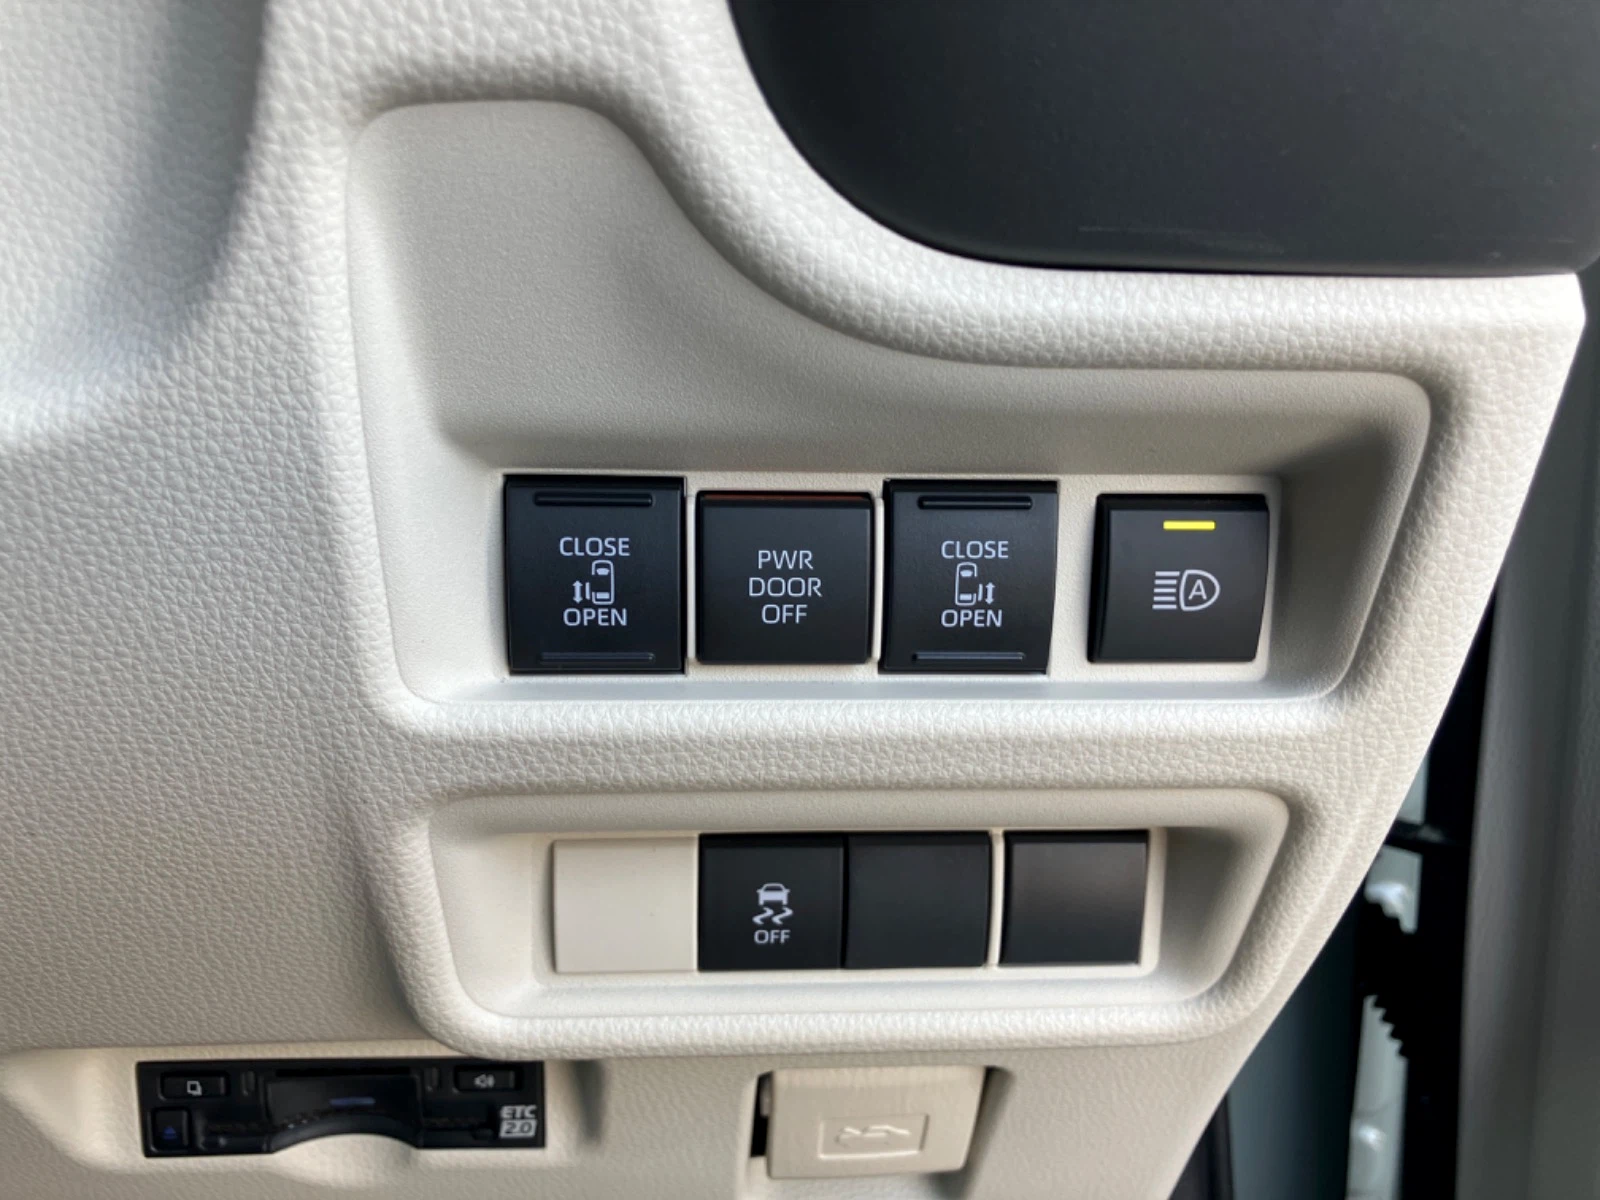 CLOSE
OPEN
PWR
DOOR
OFF
CLOSE
OPEN
A
OFF
ETC
2.0